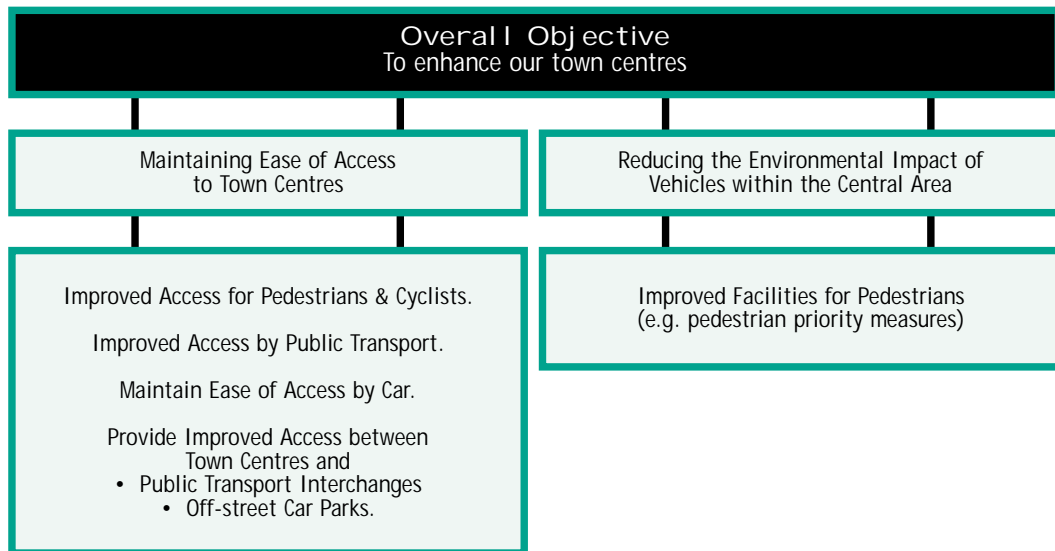 Overall Objective
To enhance our town centres
Maintaining Ease of Access
to Town Centres
Reducing the Environmental Impact of
Vehicles within the Central Area
Improved Access for Pedestrians & Cyclists.
Improved Access by Public Transport.
Maintain Ease of Access by Car.
Provide Improved Access between
Town Centres and
• Public Transport Interchanges
• Off-street Car Parks.
Improved Facilities for Pedestrians
(e.g. pedestrian priority measures)